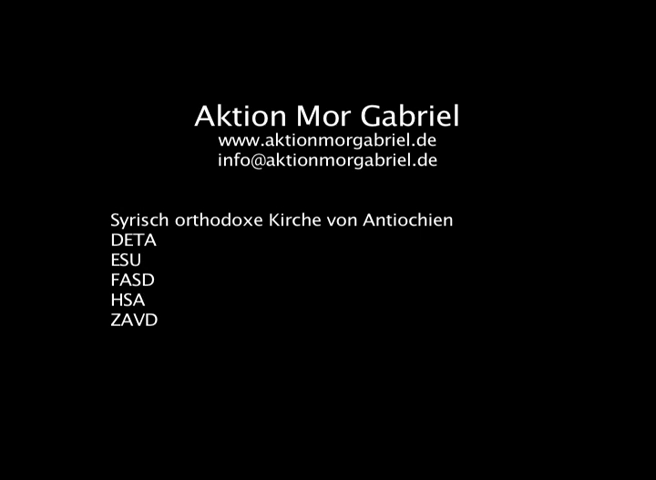 Aktion Mor Gabriel
www.aktionmorgabriel.de
info@aktionmorgabriel.de
Syrisch orthodoxe Kirche von Antiochien
DETA
ESU
FASD
HSA
ZAVD